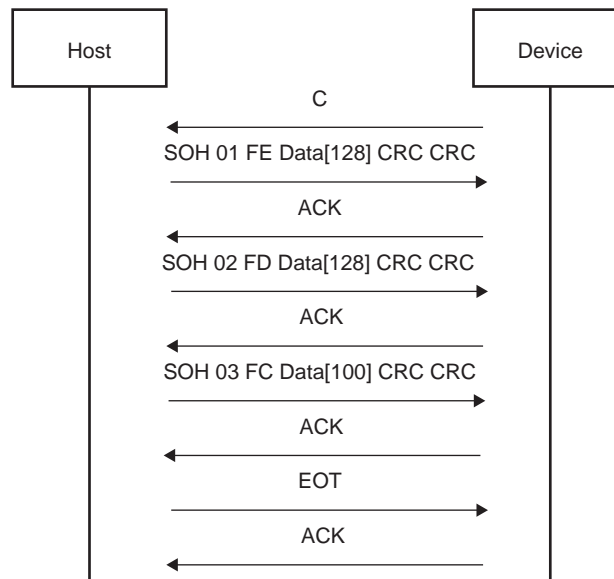 Host
Device
C
SOH 01 FE Data[128] CRC CRC
ACK
SOH 02 FD Data[128] CRC CRC
ACK
SOH 03 FC Data[100] CRC CRC
ACK
EOT
ACK